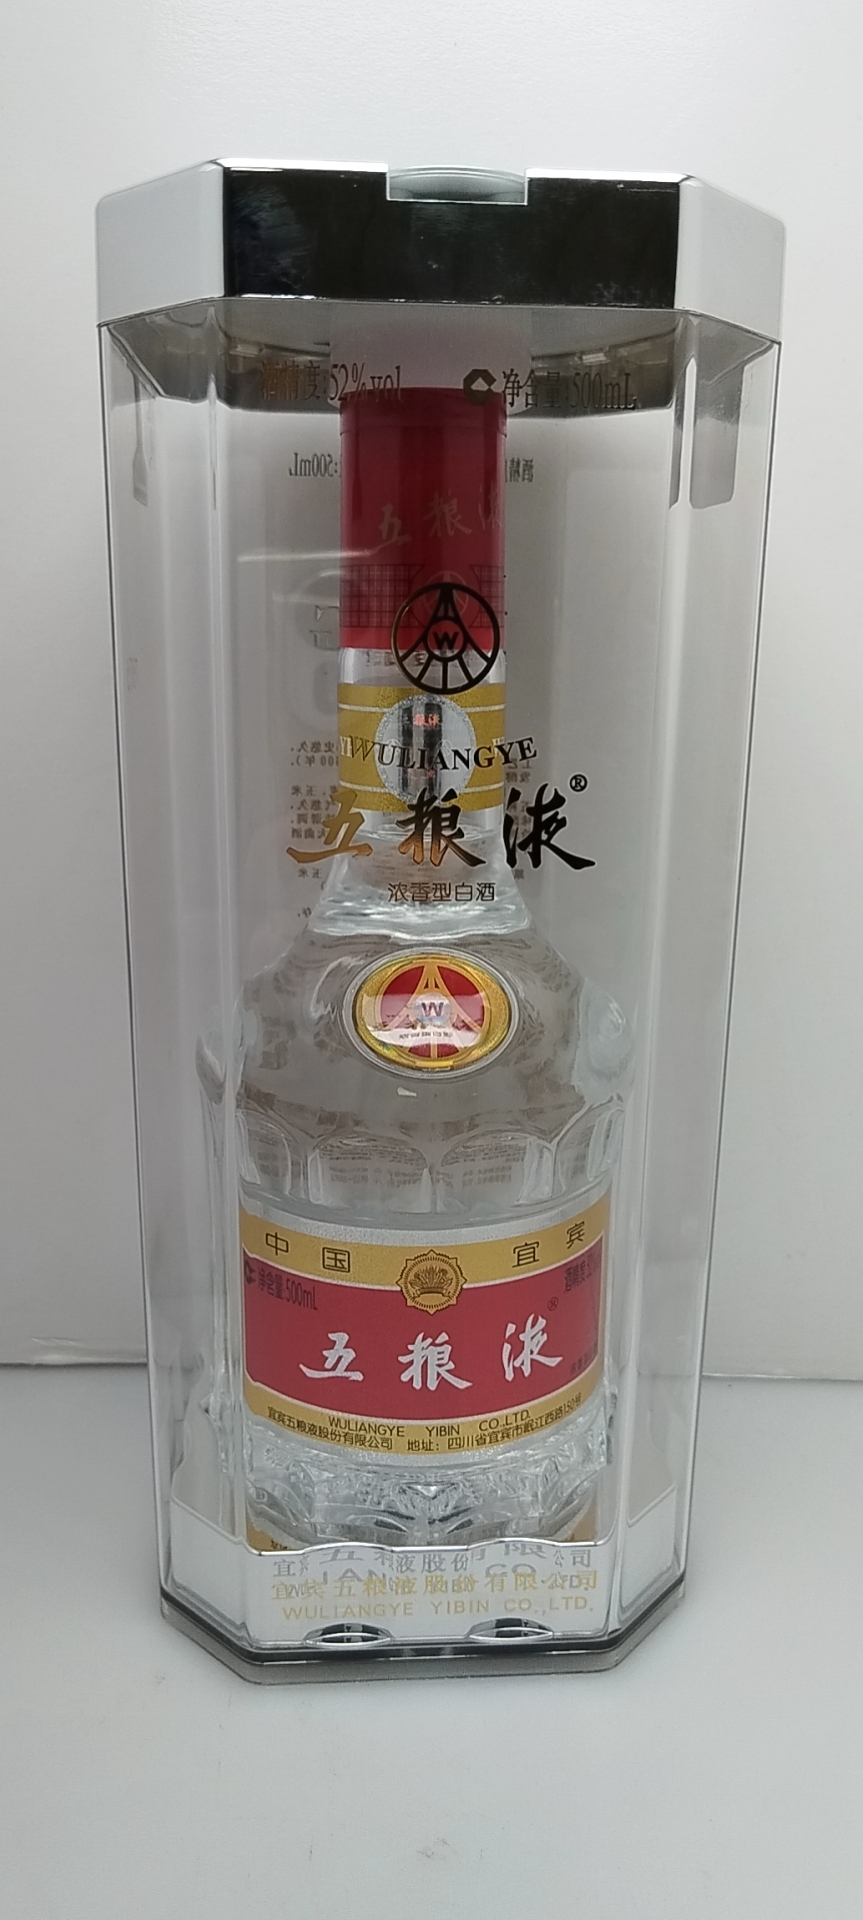 酒精度:52%vol 净含量:500mL
五粮液
W
WULIANGYE
五粮液®
浓香型白酒
W
中国 宜宾
净含量:500mL
五粮液®
WULIANGYE YIBIN CO.,LTD.
宜宾五粮液股份有限公司 地址：四川省宜宾市岷江西路150号
宜宾五粮液股份有限公司
WULIANGYE YIBIN CO.,LTD.